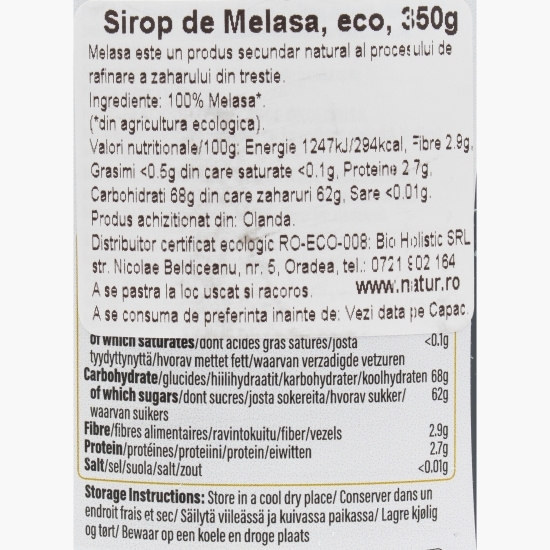 Sirop de Melasa, eco, 350g
Melasa este un produs secundar natural al procesului de
rafinare a zaharului din trestie.
Ingrediente: 100% Melasa*.
(*din agricultura ecologica).
Valori nutritionale/100g: Energie 1247kJ/294kcal, Fibre 2.9g,
Grasimi <0.5g din care saturate <0.1g, Proteine 2.7g,
Carbohidrati 68g din care zaharuri 62g, Sare <0.01g.
Produs achizitionat din: Olanda.
Distribuitor certificat ecologic RO-ECO-008: Bio Holistic SRL
str. Nicolae Beldiceanu, nr. 5, Oradea, tel.: 0721 902 164
A se pastra la loc uscat si racoros. www.natur.ro
A se consuma de preferinta inainte de: Vezi data pe Capac
of which saturates/dont acides gras saturés/josta <0.1g
tyydyttynyttä/hvorav mettet fett/waarvan verzadigde vetzuren
Carbohydrate/glucides/hiilihydraatit/karbohydrater/koolhydraten 68g
of which sugars/dont sucres/josta sokereita/hvorav sukker/ 62g
waarvan suikers
Fibre/fibres alimentaires/ravintokuitu/fiber/vezels 2.9g
Protein/protéines/proteiini/protein/eiwitten 2.7g
Salt/sel/suola/salt/zout <0.01g
Storage Instructions: Store in a cool dry place/ Conserver dans un
endroit frais et sec/ Säilytä viileässä ja kuivassa paikassa/ Lagre kjølig
og tørt/ Bewaar op een koele en droge plaats